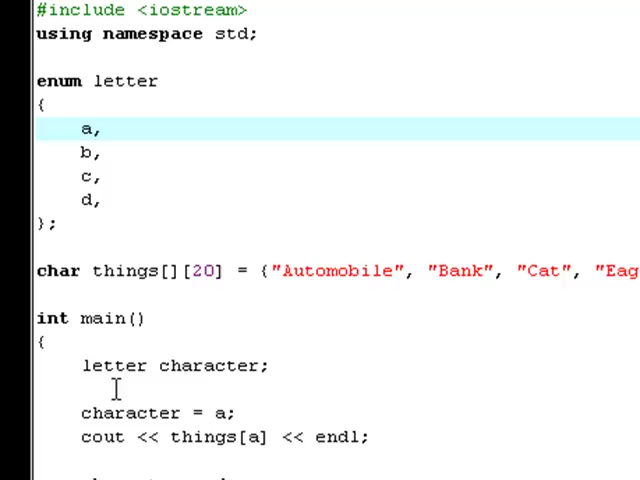 #include <iostream>
using namespace std;
enum letter
{
a,
b,
c,
d,
};
char things[][20] = {"Automobile", "Bank", "Cat", "Eag
int main()
{
letter character;
character = a;
cout << things[a] << endl;